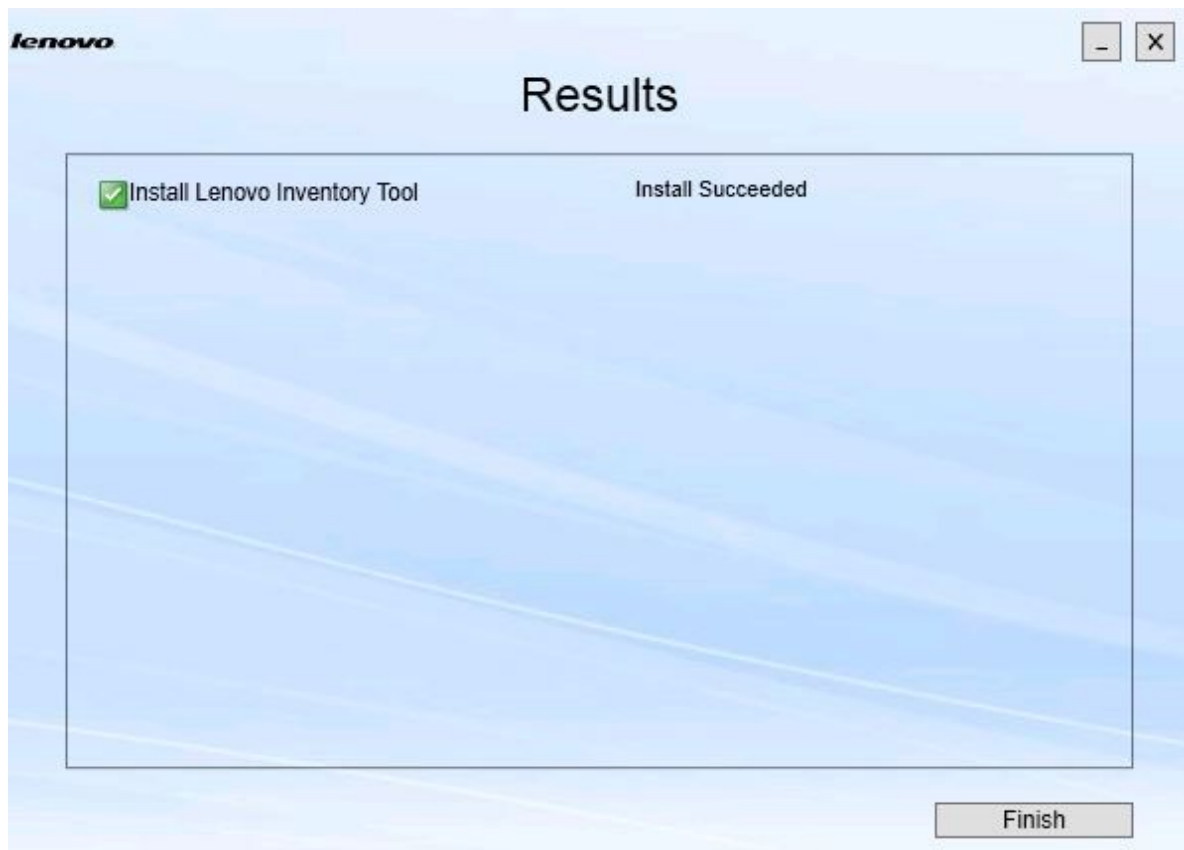 lenovo
Results
Install Lenovo Inventory Tool Install Succeeded
Finish